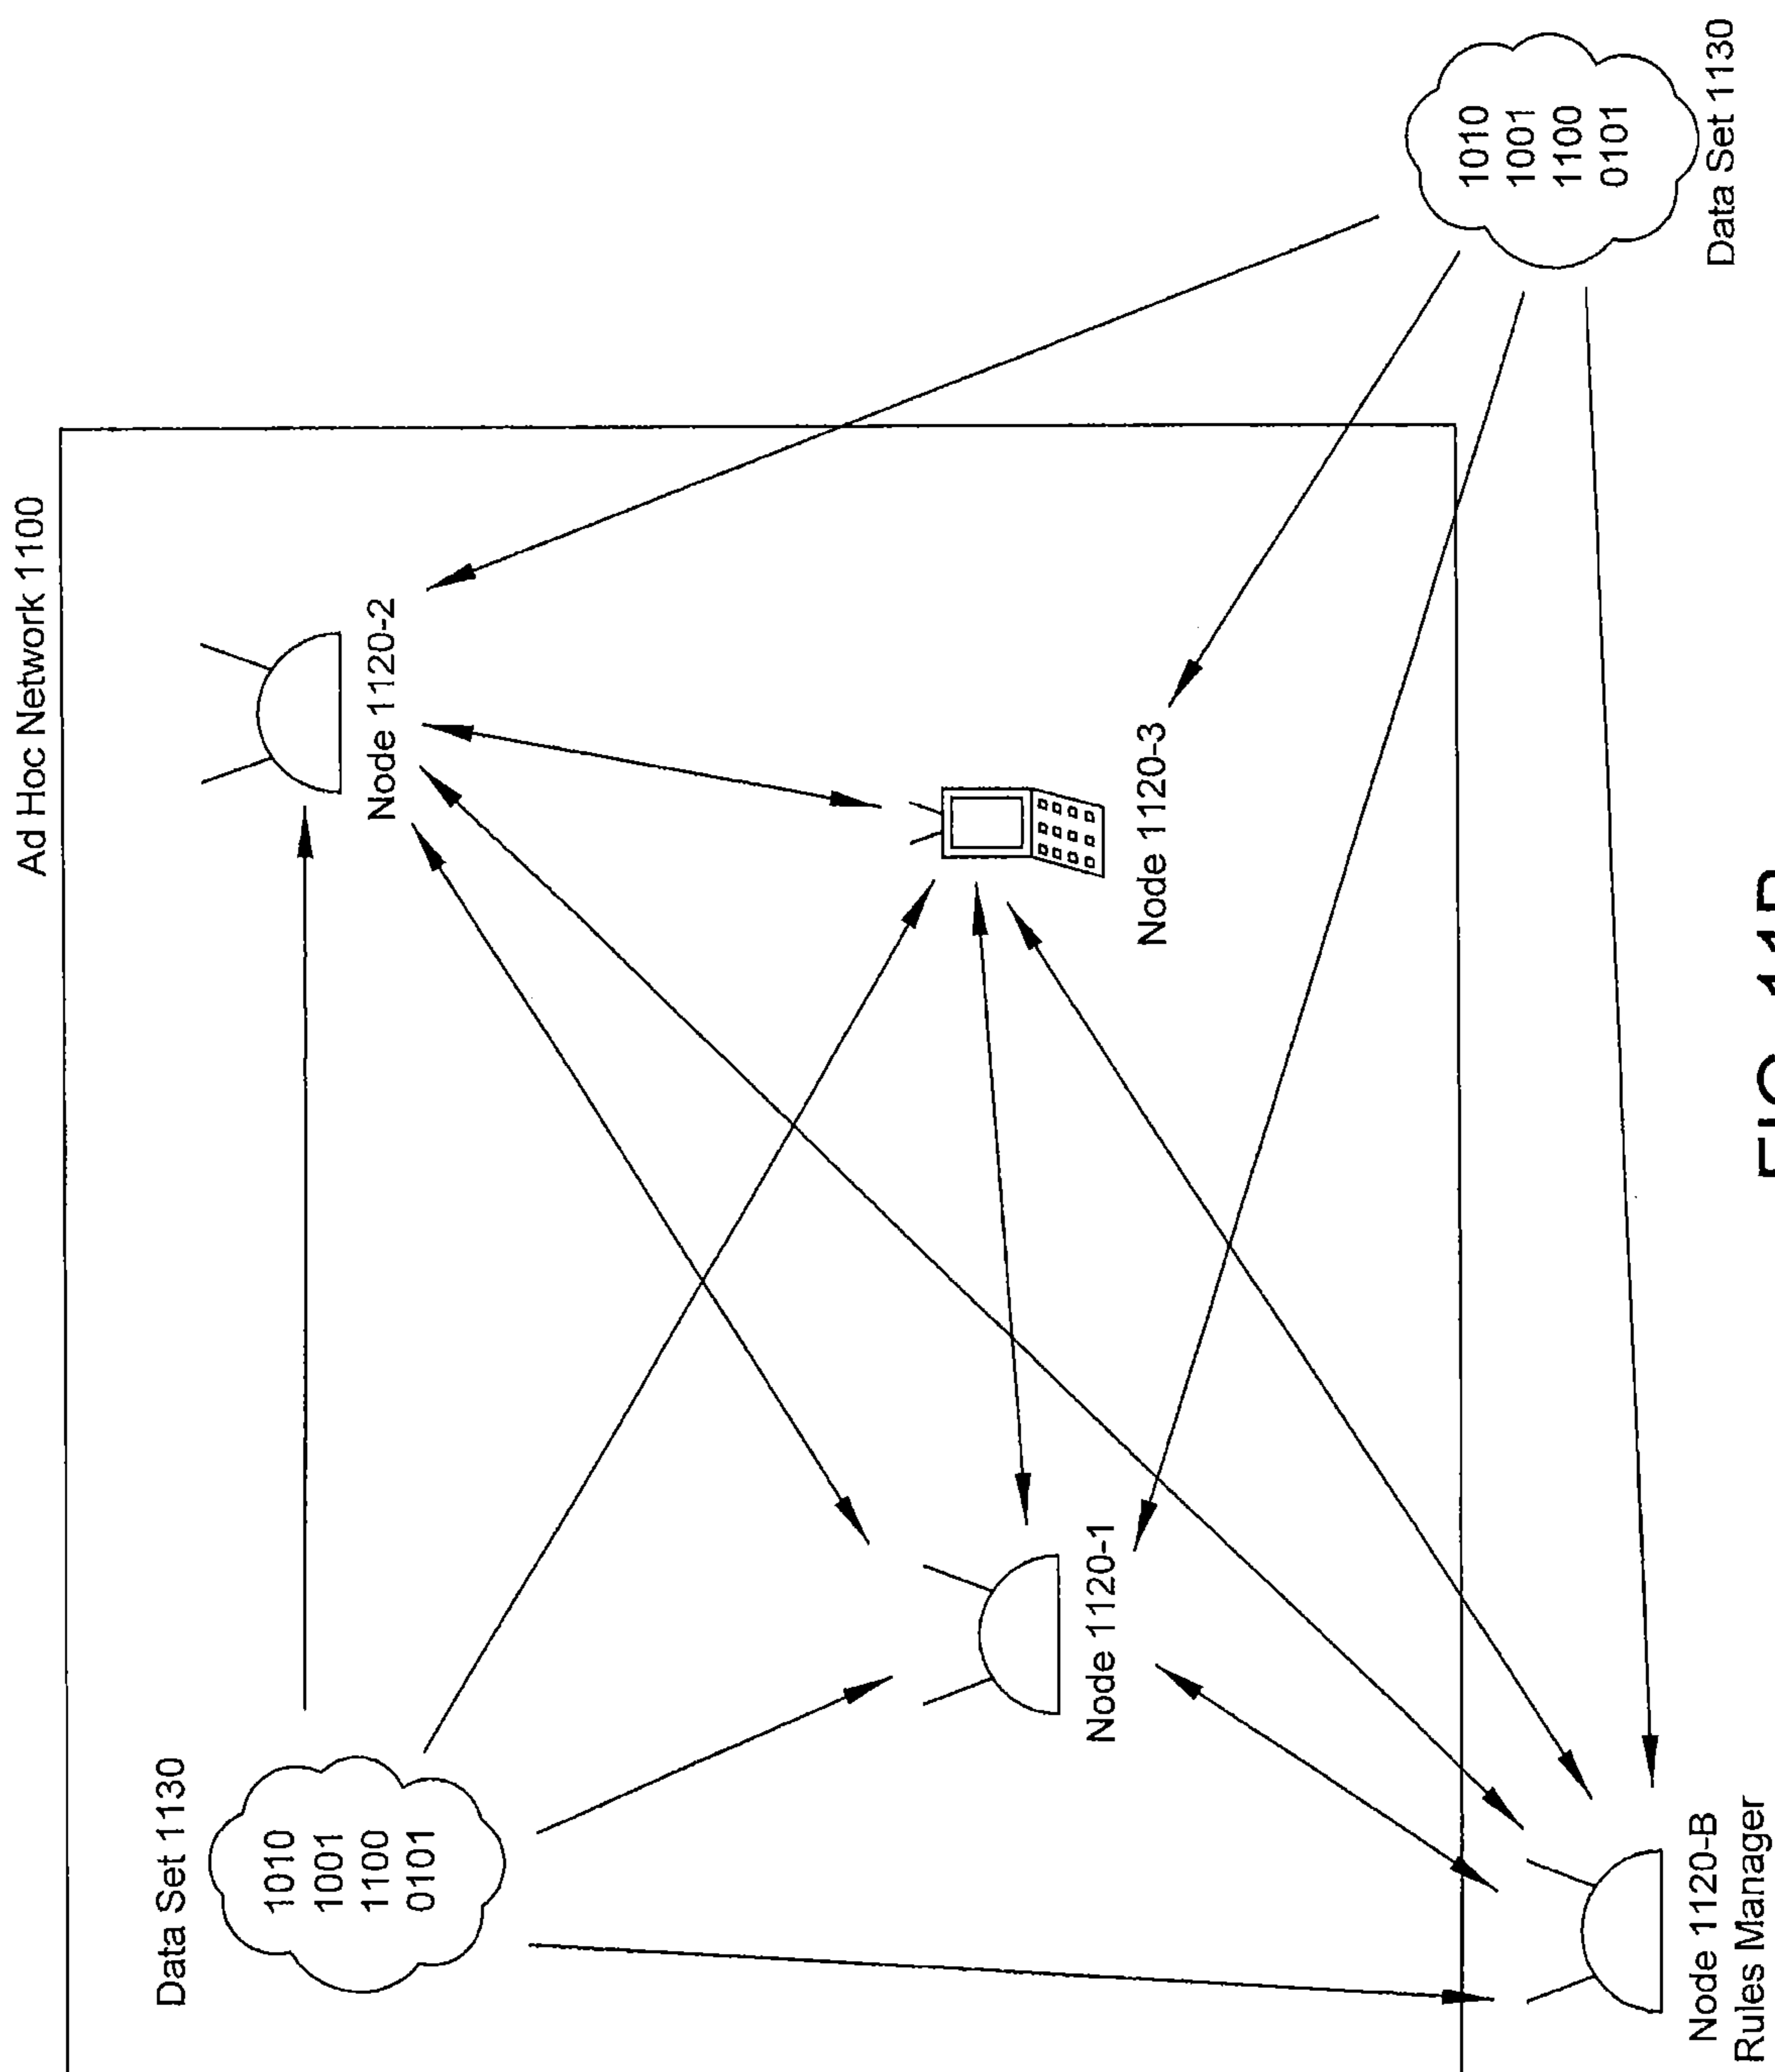 Ad Hoc Network 1100
Data Set 1130
1010
1001
1100
0101
Node 1120-2
Node 1120-1
Node 1120-3
Node 1120-B
Rules Manager
1010
1001
1100
0101
Data Set 1130